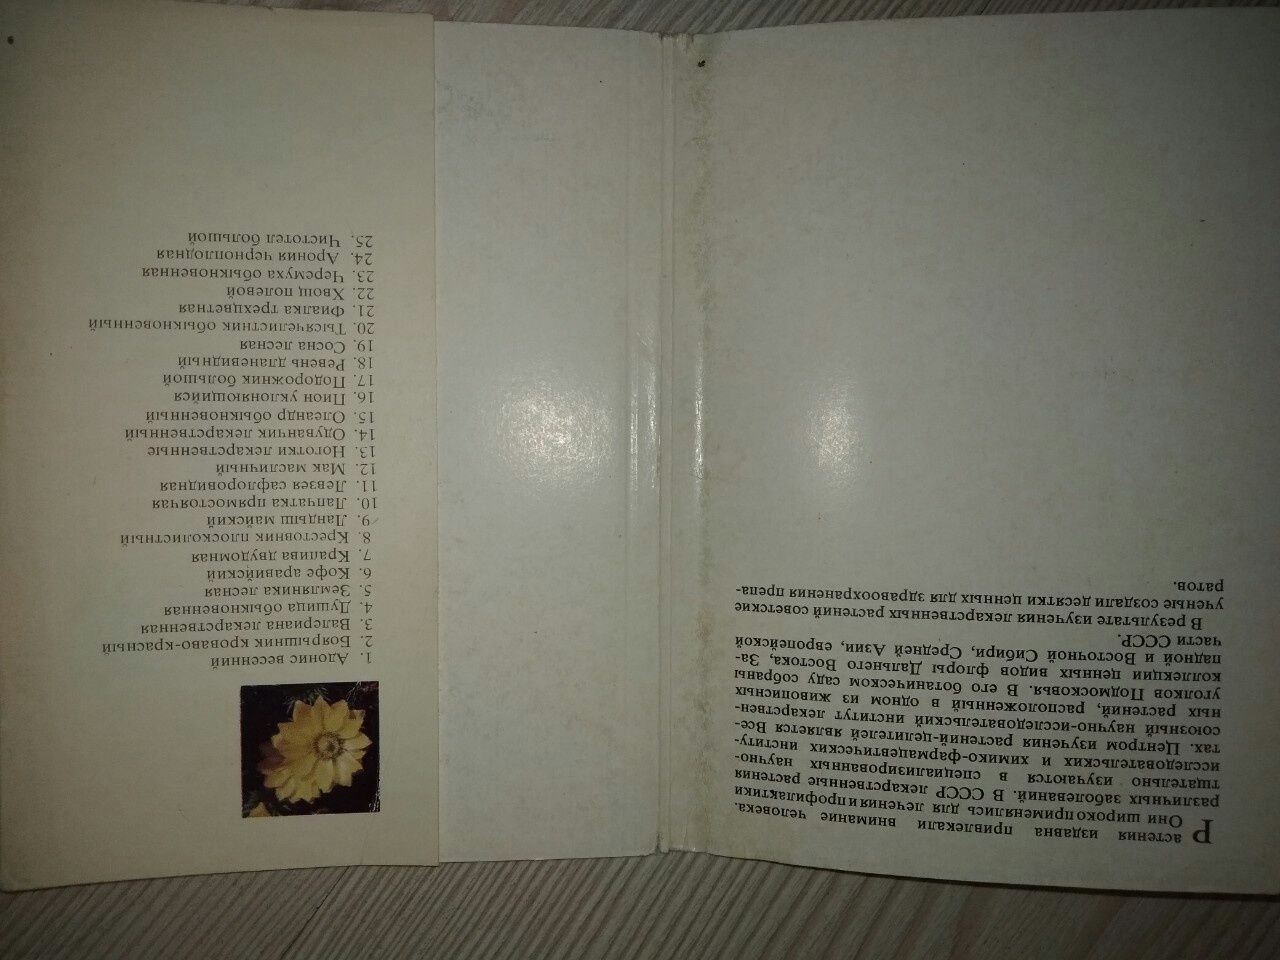 Растения издавна привлекали внимание человека.
Они широко применялись для лечения и профилактики
различных заболеваний. В СССР лекарственные растения
тщательно изучаются в специализированных научно-
исследовательских и химико-фармацевтических институ-
тах. Центром изучения растений-целителей является Все-
союзный научно-исследовательский институт лекарствен-
ных растений, расположенный в одном из живописных
уголков Подмосковья. В его ботаническом саду собраны
коллекции ценных видов флоры Дальнего Востока, За-
падной и Восточной Сибири, Средней Азии, европейской
части СССР.
В результате изучения лекарственных растений советские
ученые создали десятки ценных для здравоохранения препа-
ратов.
1. Адонис весенний
2. Боярышник кроваво-красный
3. Валериана лекарственная
4. Душица обыкновенная
5. Земляника лесная
6. Кофе аравийский
7. Крапива двудомная
8. Крестовник плосколистный
9. Ландыш майский
10. Лапчатка прямостоячая
11. Левзея сафлоровидная
12. Мак масличный
13. Ноготки лекарственные
14. Одуванчик лекарственный
15. Олеандр обыкновенный
16. Пион уклоняющийся
17. Подорожник большой
18. Ревень дланевидный
19. Сосна лесная
20. Тысячелистник обыкновенный
21. Фиалка трехцветная
22. Хвощ полевой
23. Черемуха обыкновенная
24. Арония черноплодная
25. Чистотел большой